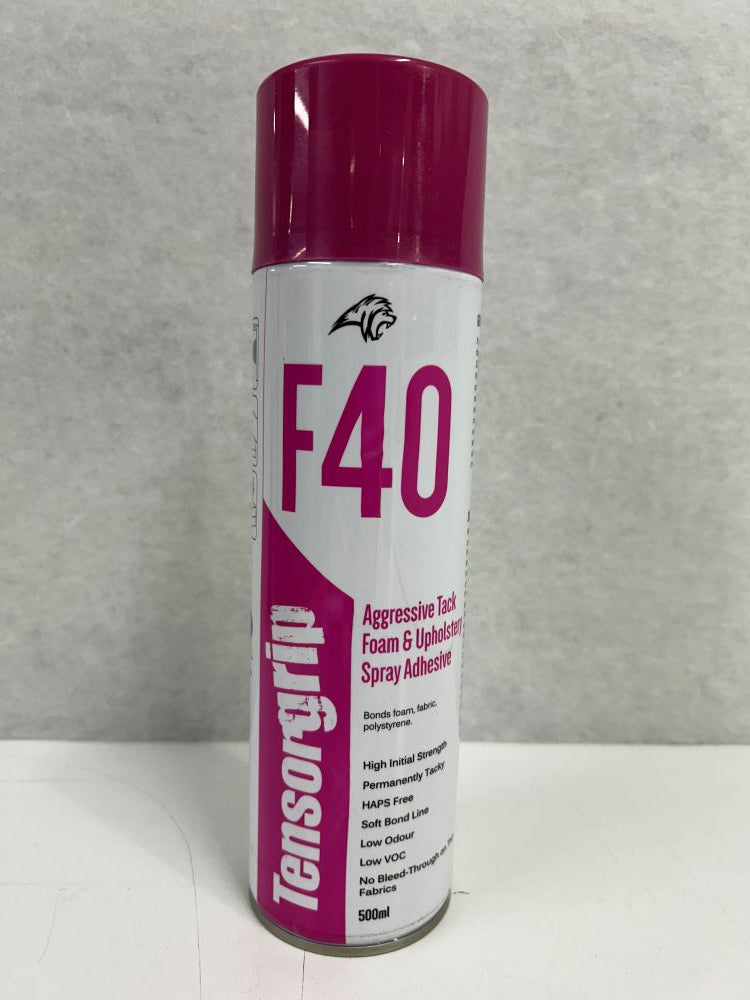 F40
Aggressive Tack
Foam & Upholstery
Spray Adhesive
Bonds foam, fabric,
polystyrene.
High Initial Strength
Permanently Tacky
HAPS Free
Soft Bond Line
Low Odour
Low VOC
No Bleed-Through on
Fabrics
500ml
Tensorgrip